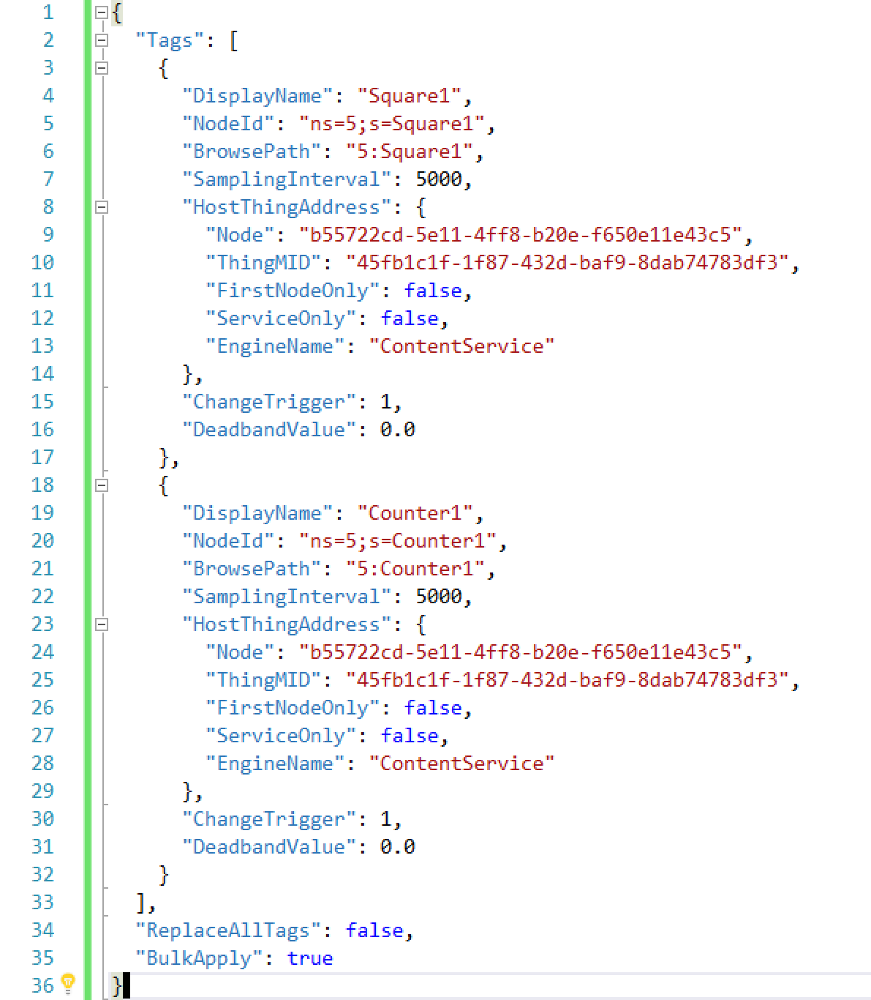 1 {
2   "Tags": [
3     {
4       "DisplayName": "Square1",
5       "NodeId": "ns=5;s=Square1",
6       "BrowsePath": "5:Square1",
7       "SamplingInterval": 5000,
8       "HostThingAddress": {
9         "Node": "b55722cd-5e11-4ff8-b20e-f650e11e43c5",
10         "ThingMID": "45fb1c1f-1f87-432d-baf9-8dab74783df3",
11         "FirstNodeOnly": false,
12         "ServiceOnly": false,
13         "EngineName": "ContentService"
14       },
15       "ChangeTrigger": 1,
16       "DeadbandValue": 0.0
17     },
18     {
19       "DisplayName": "Counter1",
20       "NodeId": "ns=5;s=Counter1",
21       "BrowsePath": "5:Counter1",
22       "SamplingInterval": 5000,
23       "HostThingAddress": {
24         "Node": "b55722cd-5e11-4ff8-b20e-f650e11e43c5",
25         "ThingMID": "45fb1c1f-1f87-432d-baf9-8dab74783df3",
26         "FirstNodeOnly": false,
27         "ServiceOnly": false,
28         "EngineName": "ContentService"
29       },
30       "ChangeTrigger": 1,
31       "DeadbandValue": 0.0
32     }
33   ],
34   "ReplaceAllTags": false,
35   "BulkApply": true
36 }